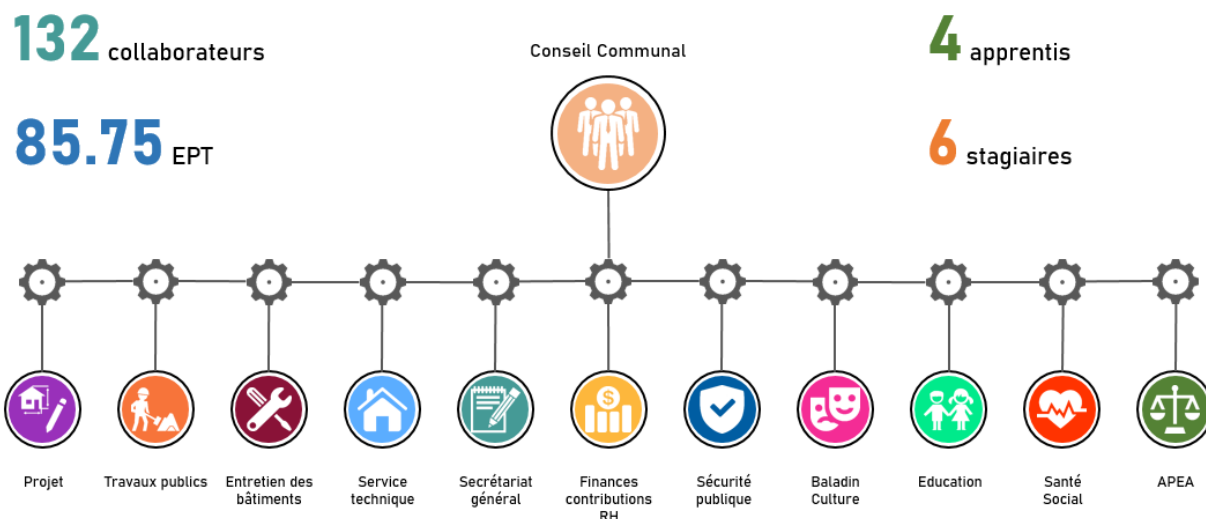 132 collaborateurs
Conseil Communal
4 apprentis
85.75 EPT
6 stagiaires
Projet
Travaux publics
Entretien des
bâtiments
Service
technique
Secrétariat
général
Finances
contributions
RH
Sécurité
publique
Baladin
Culture
Education
Santé
Social
APEA